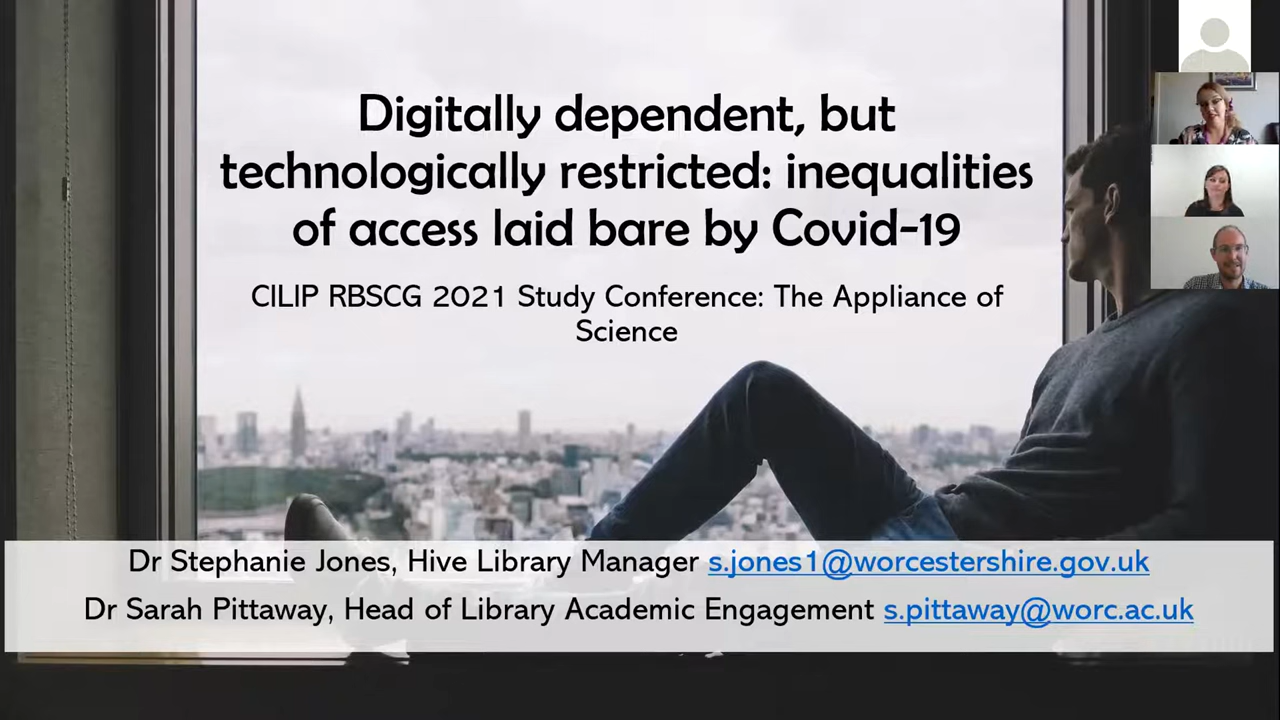 Digitally dependent, but
technologically restricted: inequalities
of access laid bare by Covid-19
CILIP RBSCG 2021 Study Conference: The Appliance of
Science
Dr Stephanie Jones, Hive Library Manager s.jones1@worcestershire.gov.uk
Dr Sarah Pittaway, Head of Library Academic Engagement s.pittaway@worc.ac.uk